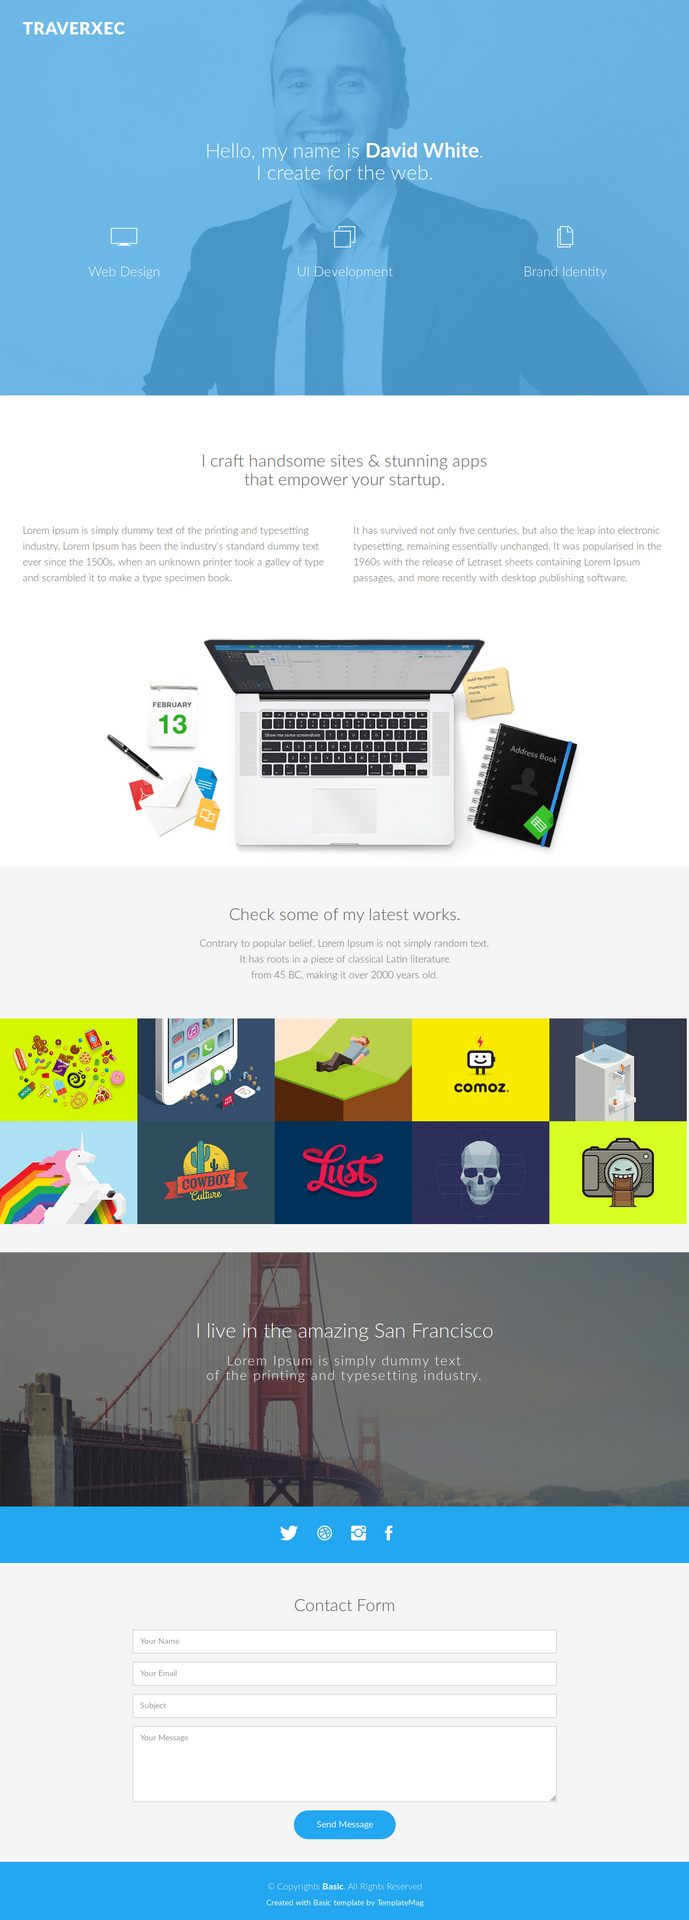 TRAVERXEC
Hello, my name is David White.
I create for the web.
Web Design
UI Development
Brand Identity
I craft handsome sites & stunning apps
that empower your startup.
Lorem Ipsum is simply dummy text of the printing and typesetting
industry. Lorem Ipsum has been the industry's standard dummy text
ever since the 1500s, when an unknown printer took a galley of type
and scrambled it to make a type specimen book.
It has survived not only five centuries, but also the leap into electronic
typesetting, remaining essentially unchanged. It was popularised in the
1960s with the release of Letraset sheets containing Lorem Ipsum
passages, and more recently with desktop publishing software.
FEBRUARY
13
Show me some screenshots
Address Book
Check some of my latest works.
Contrary to popular belief, Lorem Ipsum is not simply random text.
It has roots in a piece of classical Latin literature
from 45 BC, making it over 2000 years old.
comoz
COWBOY
Culture
Lust
I live in the amazing San Francisco
Lorem Ipsum is simply dummy text
of the printing and typesetting industry.
Contact Form
Your Name
Your Email
Subject
Your Message
Send Message
© Copyrights Basic. All Rights Reserved
Created with Basic template by TemplateMag